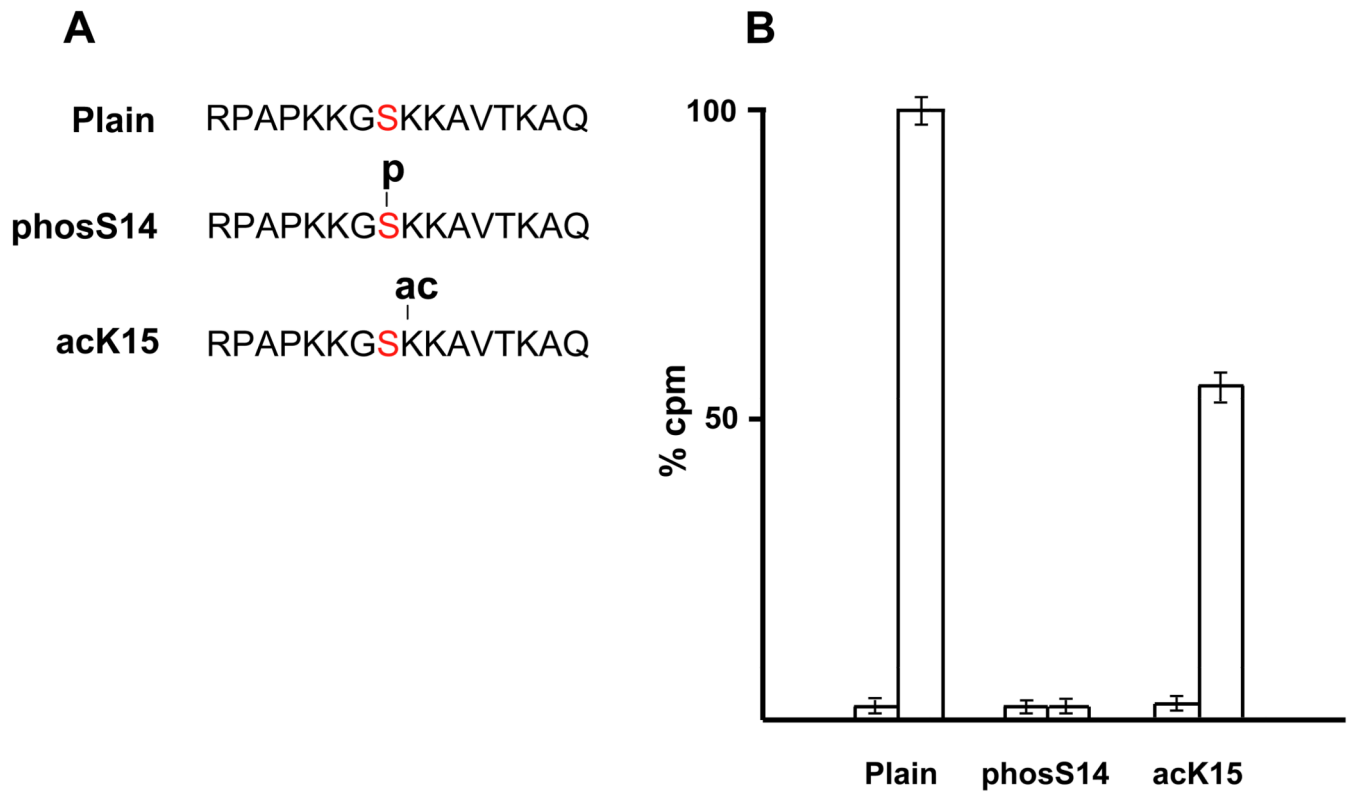 A
Plain RPAPKKGSKKAVTKAQ
p
phosS14 RPAPKKGSKKAVTKAQ
ac
acK15 RPAPKKGSKKAVTKAQ
B
100
50
% cpm
Plain phosS14 acK15